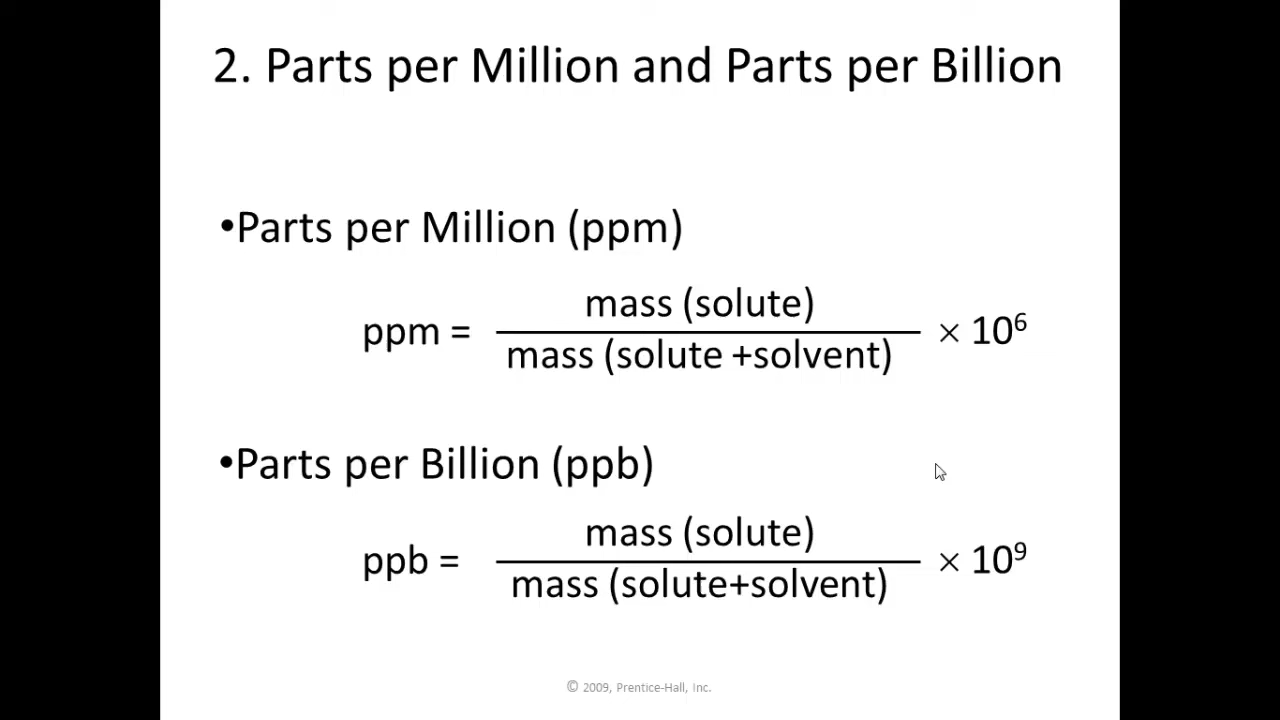 2. Parts per Million and Parts per Billion
•Parts per Million (ppm)
mass (solute)
ppm = × 10⁶
mass (solute +solvent)
•Parts per Billion (ppb)
mass (solute)
ppb = × 10⁹
mass (solute+solvent)
© 2009, Prentice-Hall, Inc.